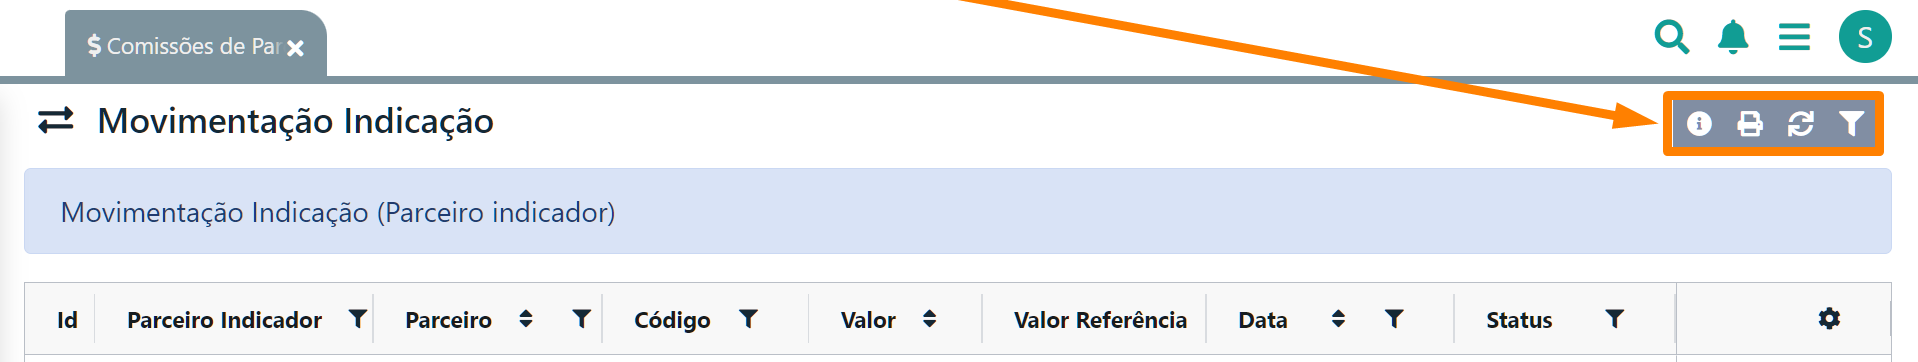 $ Comissões de Par
S
Movimentação Indicação
Movimentação Indicação (Parceiro indicador)
Id Parceiro Indicador Parceiro Código Valor Valor Referência Data Status